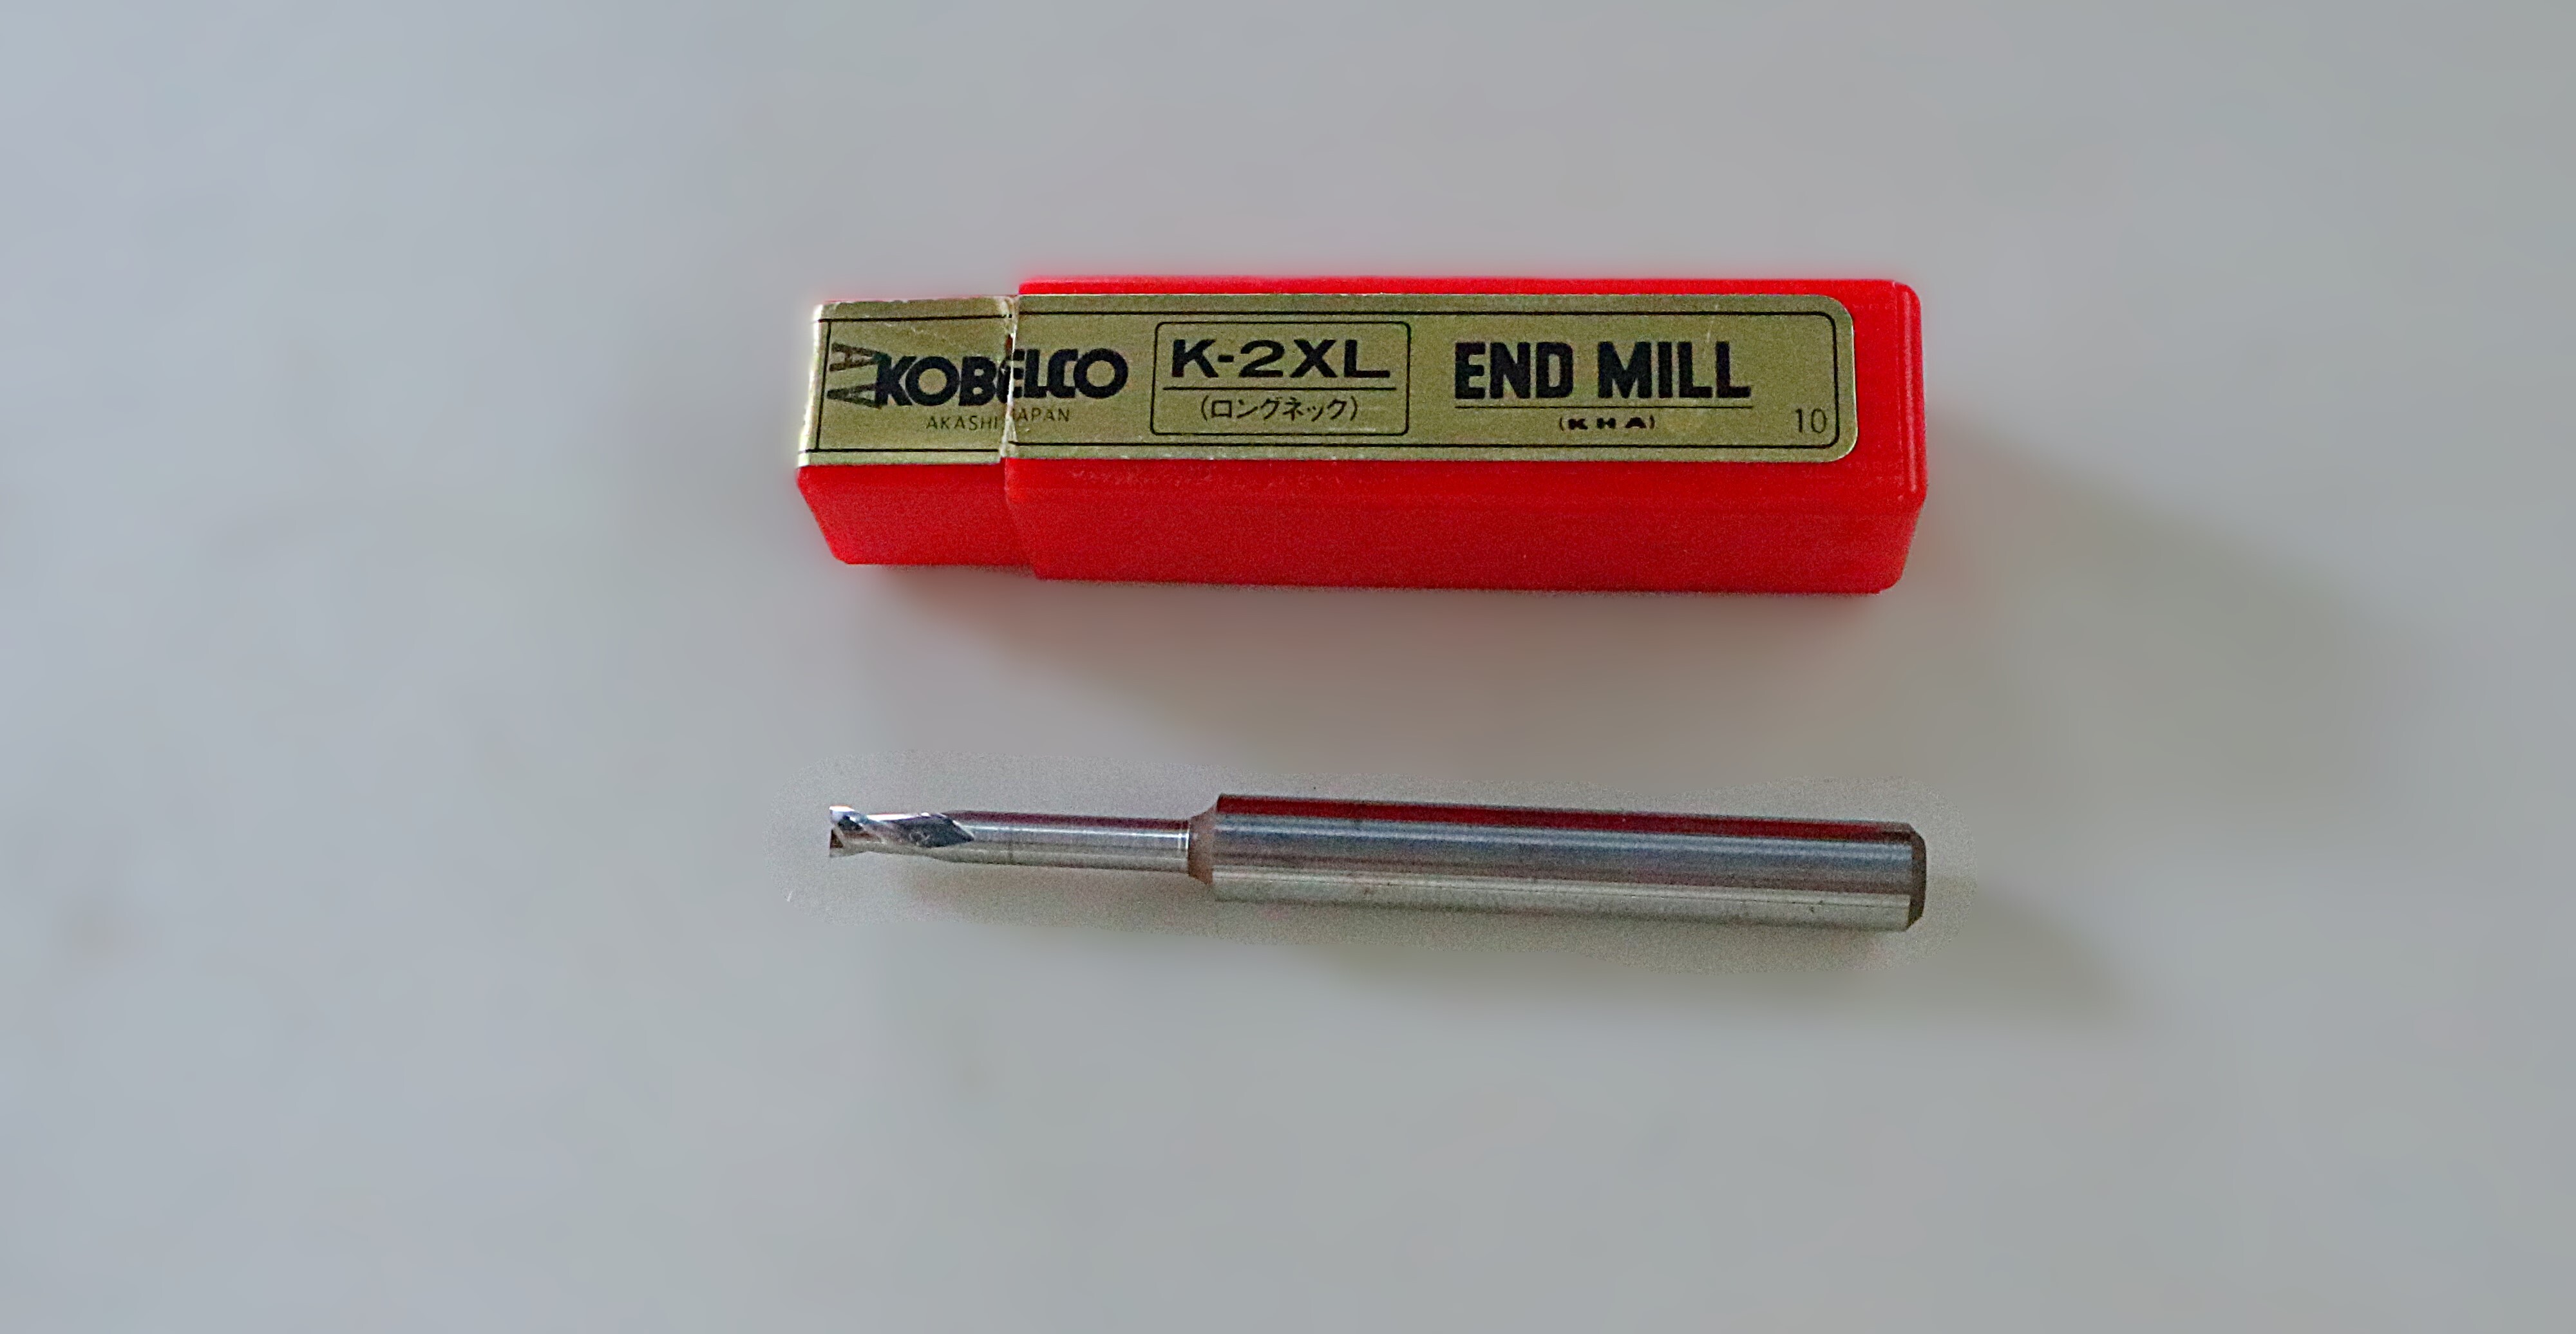 KOBELCO
AKASHI JAPAN
K-2XL
(ロングネック)
END MILL
(KHA)
10